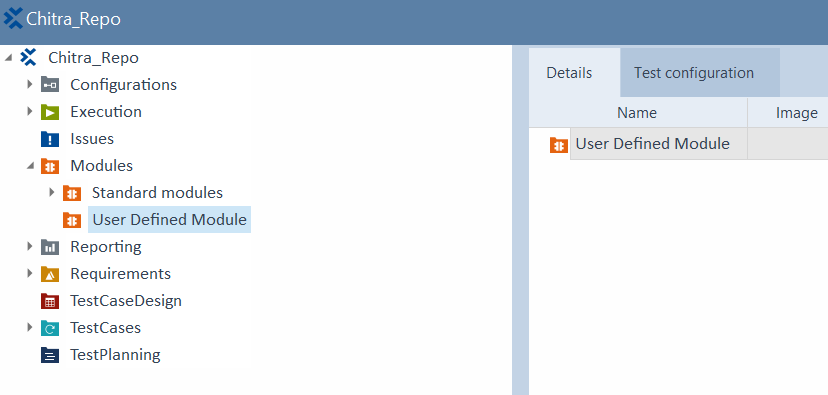 Chitra_Repo
Chitra_Repo
Configurations
Execution
Issues
Modules
Standard modules
User Defined Module
Reporting
Requirements
TestCaseDesign
TestCases
TestPlanning
Details Test configuration
Name Image
User Defined Module